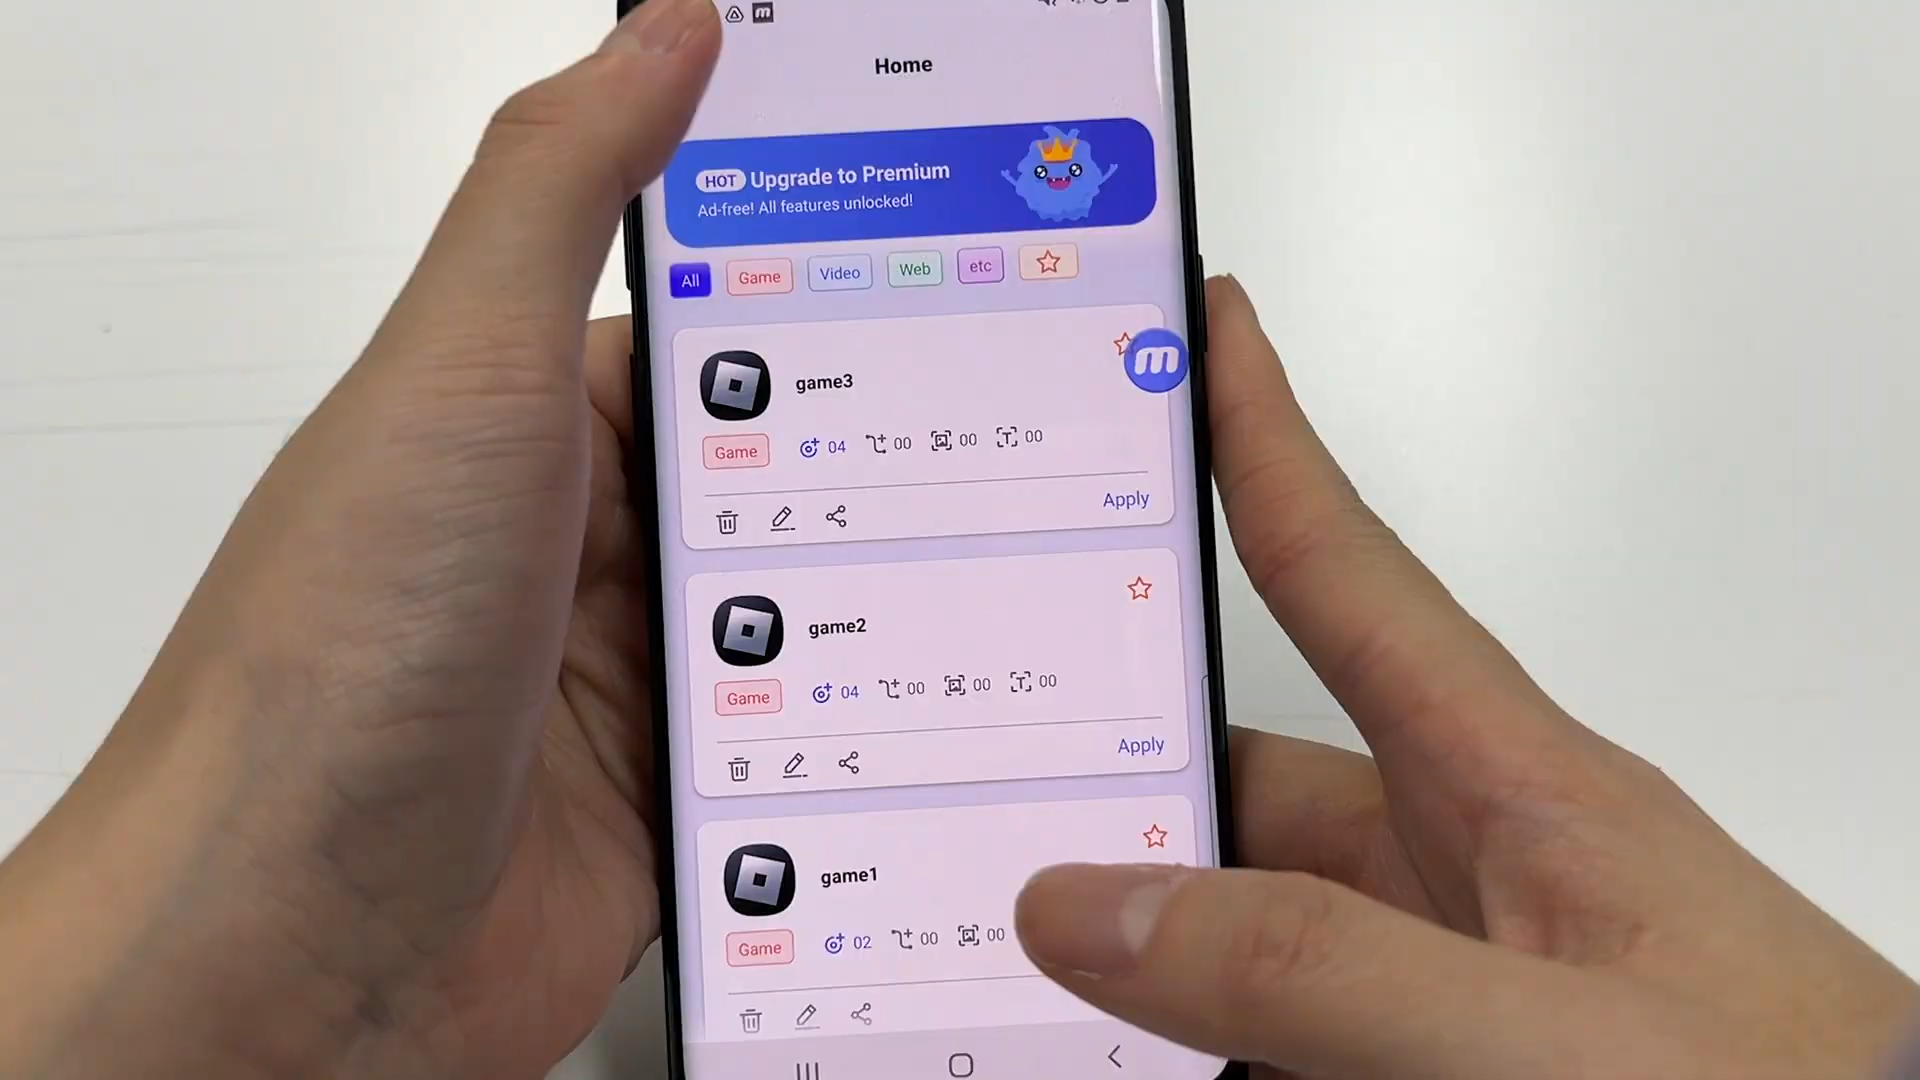 m
Home
HOT Upgrade to Premium
Ad-free! All features unlocked!
All Game Video Web etc
m
game3
Game 04 00 00 T 00
Apply
game2
Game 04 00 00 T 00
Apply
game1
Game 02 00 00